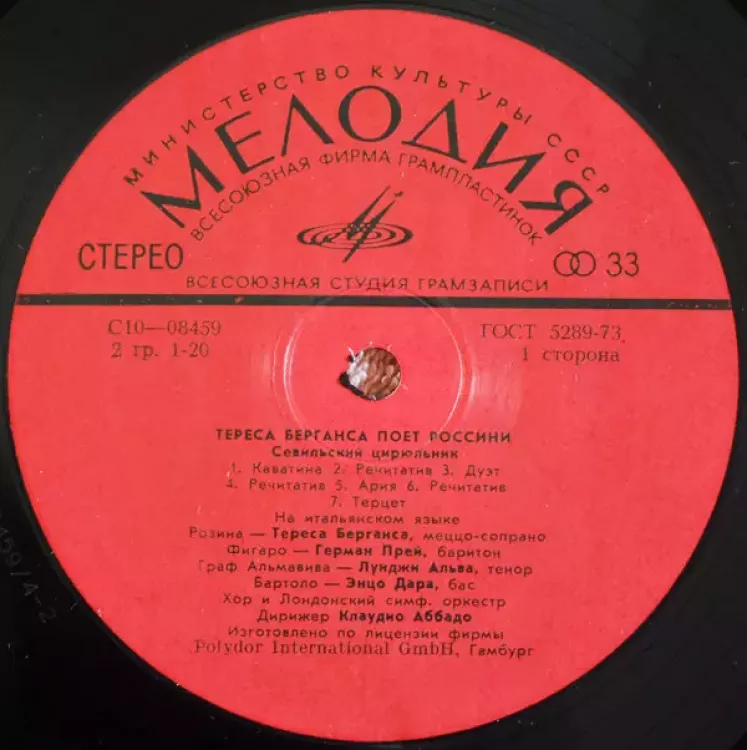 МИНИСТЕРСТВО КУЛЬТУРЫ СССР
МЕЛОДИЯ
ВСЕСОЮЗНАЯ ФИРМА ГРАМПЛАСТИНОК
СТЕРЕО
33
ВСЕСОЮЗНАЯ СТУДИЯ ГРАМЗАПИСИ
С10—08459
ГОСТ 5289-73
2 гр. 1-20
1 сторона
ТЕРЕСА БЕРГАНСА ПОЕТ РОССИНИ
Севильский цирюльник
1. Каватина 2. Речитатив 3. Дуэт
4. Речитатив 5. Ария 6. Речитатив
7. Терцет
На итальянском языке
Розина — Тереса Берганса, меццо-сопрано
Фигаро — Герман Прей, баритон
Граф Альмавива — Лунджи Альва, тенор
Бартоло — Энцо Дара, бас
Хор и Лондонский симф. оркестр
Дирижер Клаудио Аббадо
Изготовлено по лицензии фирмы
Polydor International GmbH, Гамбург